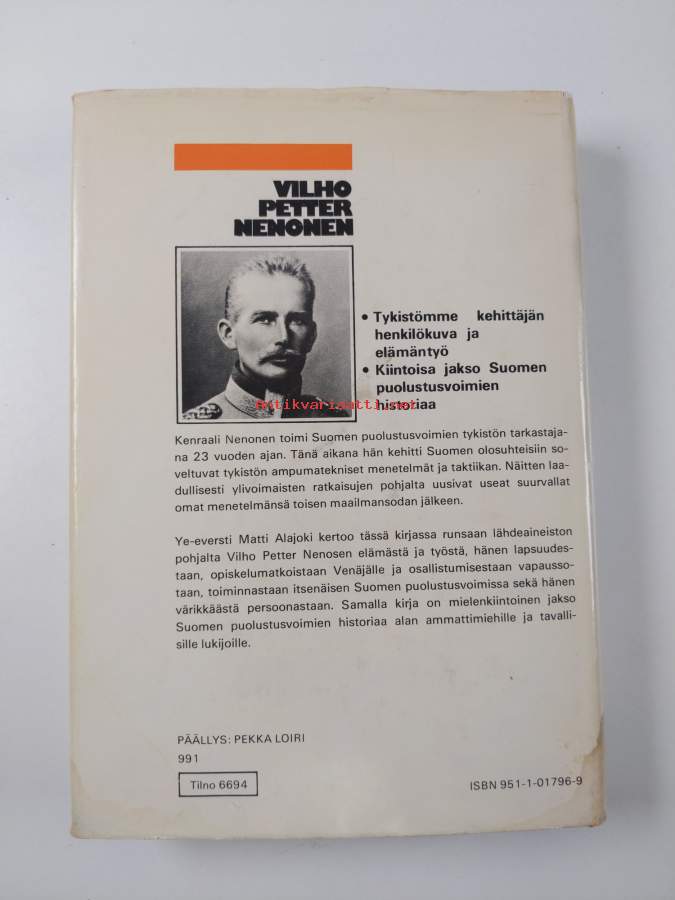 VILHO
PETTER
NENONEN
• Tykistömme kehittäjän
henkilökuva ja
elämäntyö
• Kiintoisa jakso Suomen
puolustusvoimien
historiaa
antikvarisatti.net
Kenraali Nenonen toimi Suomen puolustusvoimien tykistön tarkastaja-
na 23 vuoden ajan. Tänä aikana hän kehitti Suomen olosuhteisiin so-
veltuvat tykistön ampumatekniset menetelmät ja taktiikan. Näitten laa-
dullisesti ylivoimaisten ratkaisujen pohjalta uusivat useat suurvallat
omat menetelmänsä toisen maailmansodan jälkeen.
Ye-eversti Matti Alajoki kertoo tässä kirjassa runsaan lähdeaineiston
pohjalta Vilho Petter Nenosen elämästä ja työstä, hänen lapsuudes-
taan, opiskelumatkoistaan Venäjälle ja osallistumisestaan vapausso-
taan, toiminnastaan itsenäisen Suomen puolustusvoimissa sekä hänen
värikkäästä persoonastaan. Samalla kirja on mielenkiintoinen jakso
Suomen puolustusvoimien historiaa alan ammattimiehille ja tavalli-
sille lukijoille.
PÄÄLLYS: PEKKA LOIRI
991
Tilno 6694
ISBN 951-1-01796-9